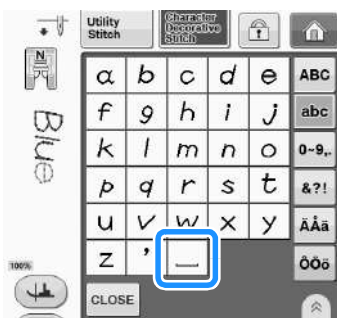 Utility
Stitch
Character
Decorative
Stitch
N
Blue
100%
a b c d e ABC
f g h i j abc
k l m n o 0~9,..
p q r s t &?!
u v w x y ÄÅä
z ’ ⎵ ÔÖö
CLOSE